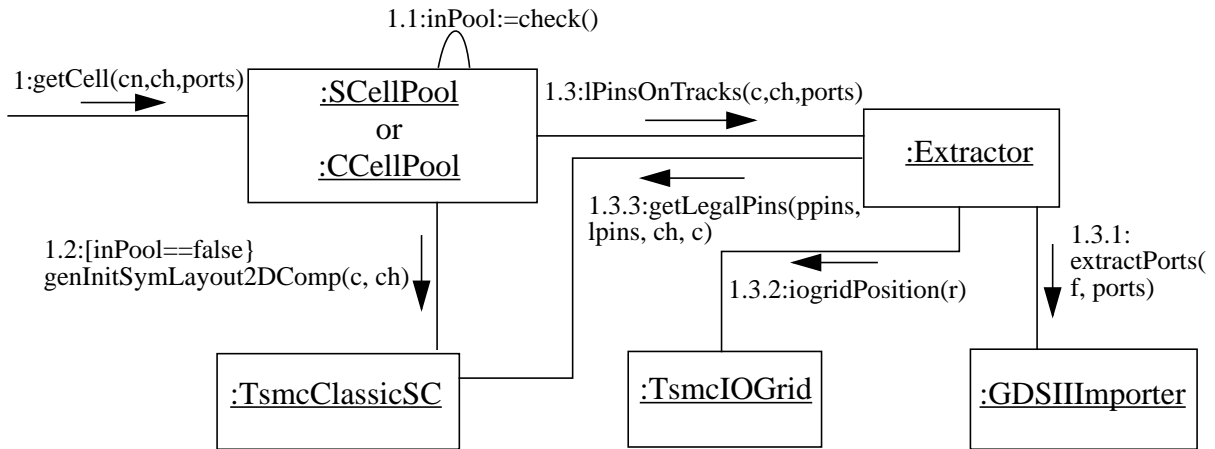 1.1:inPool:=check()
1:getCell(cn,ch,ports)
:SCellPool
or
:CCellPool
1.3:lPinsOnTracks(c,ch,ports)
:Extractor
1.3.3:getLegalPins(ppins,
lpins, ch, c)
1.2:[inPool==false}
genInitSymLayout2DComp(c, ch)
1.3.2:iogridPosition(r)
1.3.1:
extractPorts(
f, ports)
:TsmcClassicSC
:TsmcIOGrid
:GDSIIImporter